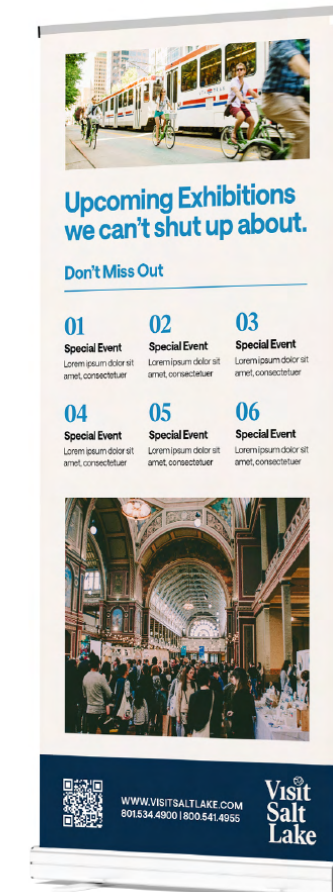 Upcoming Exhibitions
we can't shut up about.
Don't Miss Out
01
Special Event
Lorem ipsum dolor sit
amet, consectetuer
02
Special Event
Lorem ipsum dolor sit
amet, consectetuer
03
Special Event
Lorem ipsum dolor sit
amet, consectetuer
04
Special Event
Lorem ipsum dolor sit
amet, consectetuer
05
Special Event
Lorem ipsum dolor sit
amet, consectetuer
06
Special Event
Lorem ipsum dolor sit
amet, consectetuer
WWW.VISITSALTLAKE.COM
801.534.4900 | 800.541.4955
Visit
Salt
Lake